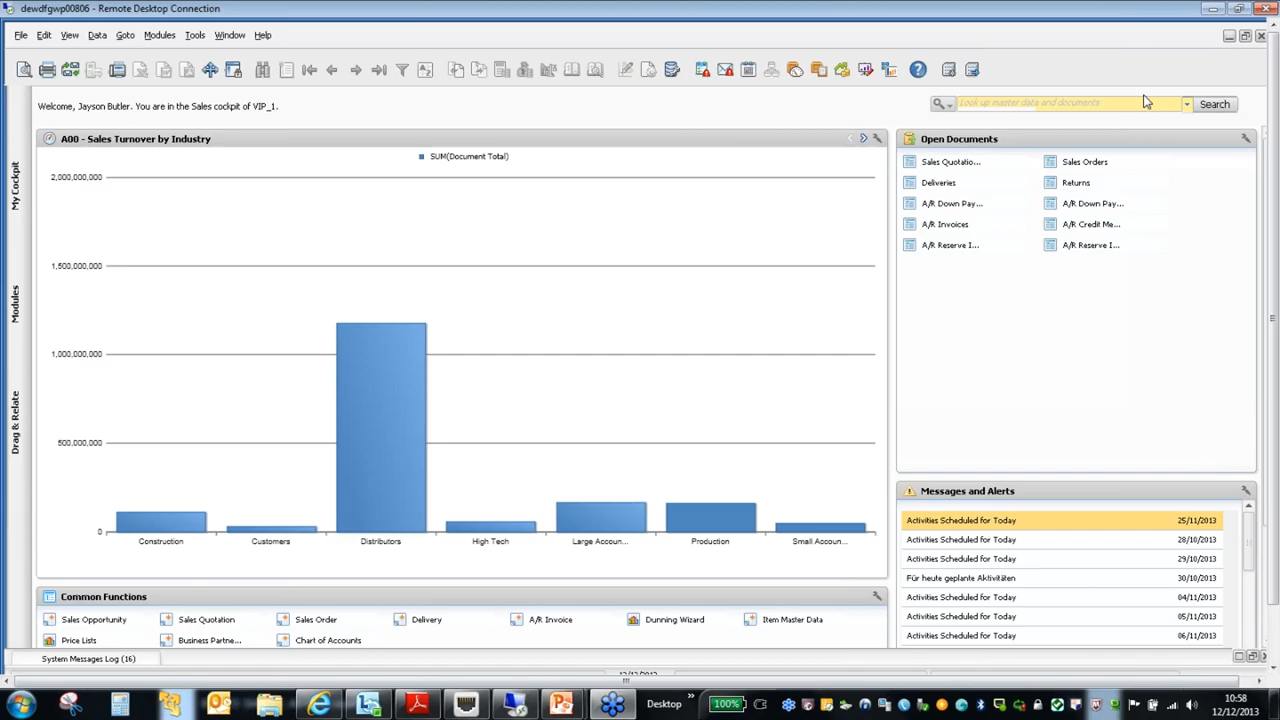 dewdfgwp00806 - Remote Desktop Connection
File Edit View Data Goto Modules Tools Window Help
Welcome, Jayson Butler. You are in the Sales cockpit of VIP_1.
Look up master data and documents
Search
My Cockpit
Modules
Drag & Relate
A00 - Sales Turnover by Industry
SUM(Document Total)
2,000,000,000
1,500,000,000
1,000,000,000
500,000,000
0
Construction Customers Distributors High Tech Large Accoun... Production Small Accoun...
Common Functions
Sales Opportunity Sales Quotation Sales Order Delivery A/R Invoice Dunning Wizard Item Master Data
Price Lists Business Partne... Chart of Accounts
Open Documents
Sales Quotatio... Sales Orders
Deliveries Returns
A/R Down Pay... A/R Down Pay...
A/R Invoices A/R Credit Me...
A/R Reserve I... A/R Reserve I...
Messages and Alerts
Activities Scheduled for Today 25/11/2013
Activities Scheduled for Today 28/10/2013
Activities Scheduled for Today 29/10/2013
Für heute geplante Aktivitäten 30/10/2013
Activities Scheduled for Today 04/11/2013
Activities Scheduled for Today 05/11/2013
Activities Scheduled for Today 06/11/2013
System Messages Log (16)
Desktop
100%
10:58
12/12/2013